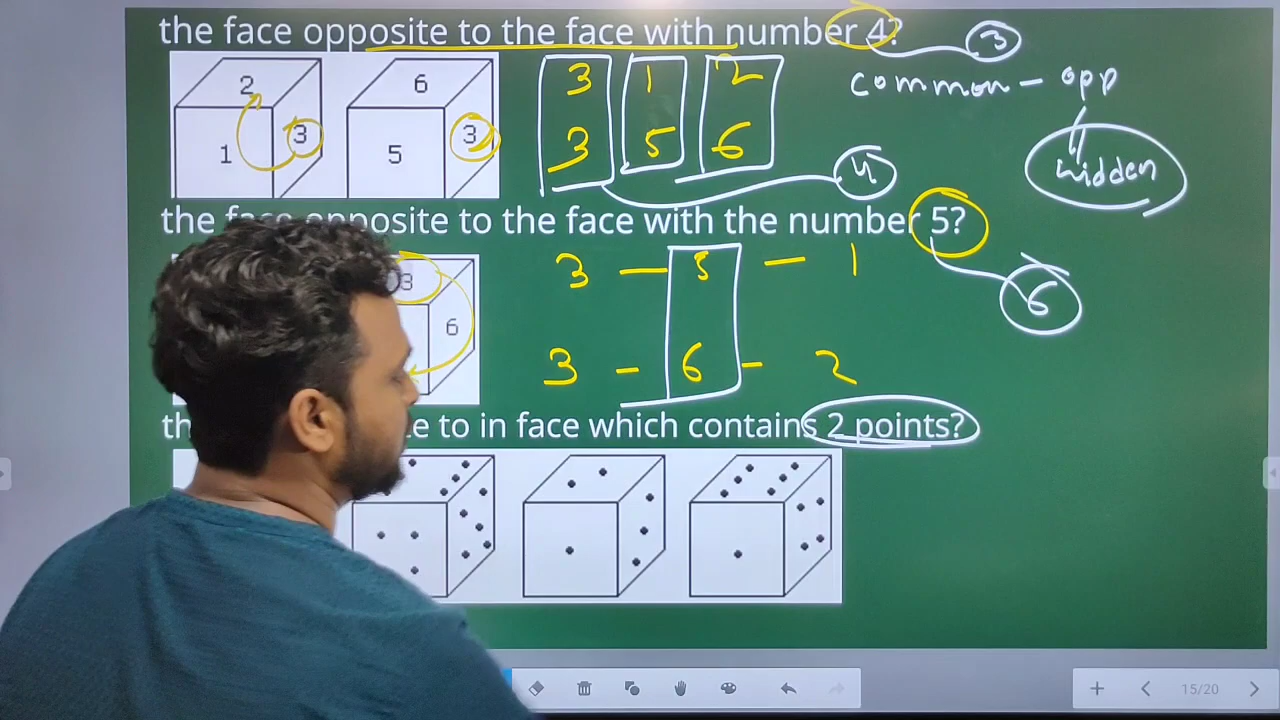 the face opposite to the face with number 4?
3
common - opp
hidden
2
1
3
6
5
3
3 1 2
3 5 6
4
the face opposite to the face with the number 5?
6
3
6
3 — 5 — 1
3 - 6 - 2
to in face which contains 2 points?
15/20